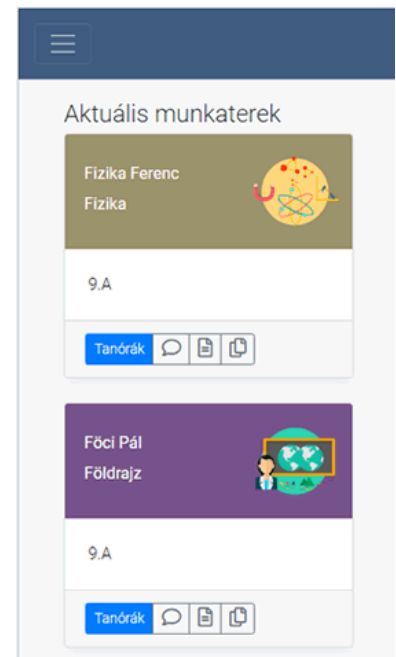 Aktuális munkaterek
Fizika Ferenc
Fizika
9.A
Tanórák
Föci Pál
Földrajz
9.A
Tanórák